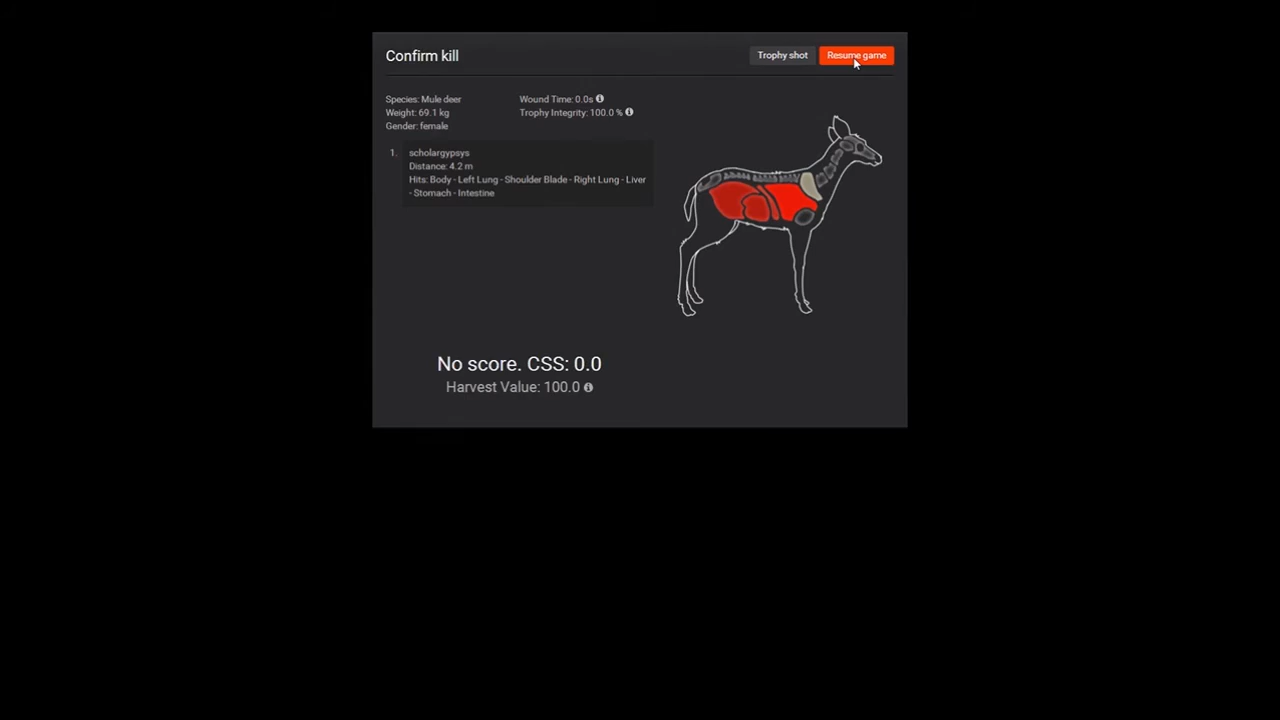 Confirm kill
Trophy shot
Resume game
Species: Mule deer
Weight: 69.1 kg
Gender: female
Wound Time: 0.0s
Trophy Integrity: 100.0 %
1. scholargypsys
Distance: 4.2 m
Hits: Body - Left Lung - Shoulder Blade - Right Lung - Liver
- Stomach - Intestine
No score. CSS: 0.0
Harvest Value: 100.0